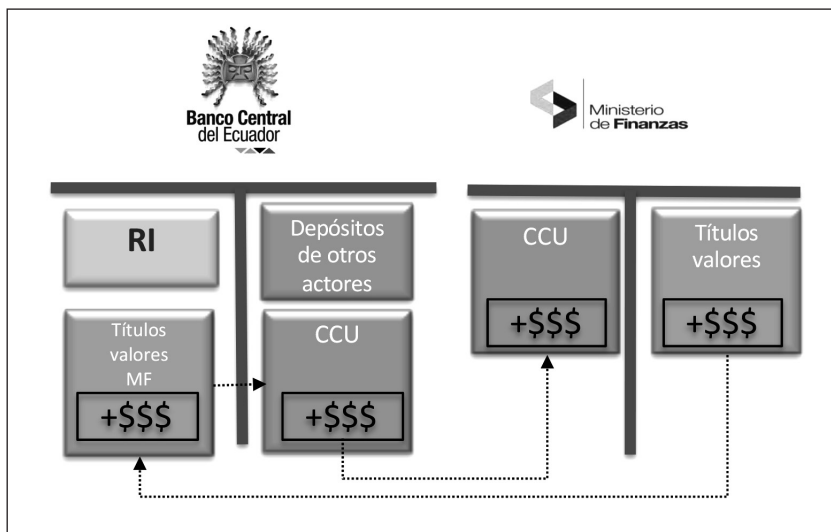 Banco Central
del Ecuador
Ministerio
de Finanzas
RI
Depósitos
de otros
actores
Títulos
valores
MF
+$$$
CCU
+$$$
CCU
+$$$
Títulos
valores
+$$$